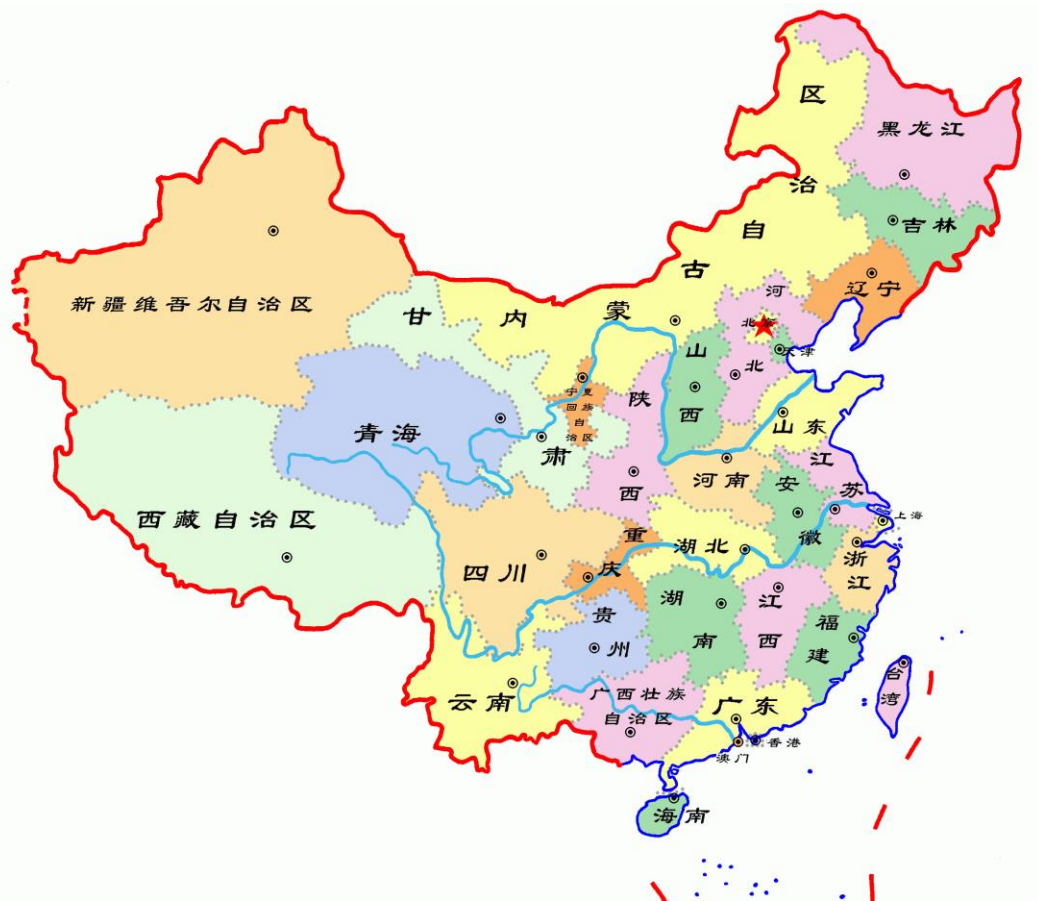 黑龙江
吉林
辽宁
内蒙古自治区
新疆维吾尔自治区
甘肃
青海
西藏自治区
宁夏
回族
自
治区
陕西
山西
河北
北京
天津
山东
河南
江苏
安徽
上海
浙江
湖北
重庆
四川
贵州
湖南
江西
福建
台湾
云南
广西壮族
自治区
广东
香港
澳门
海南